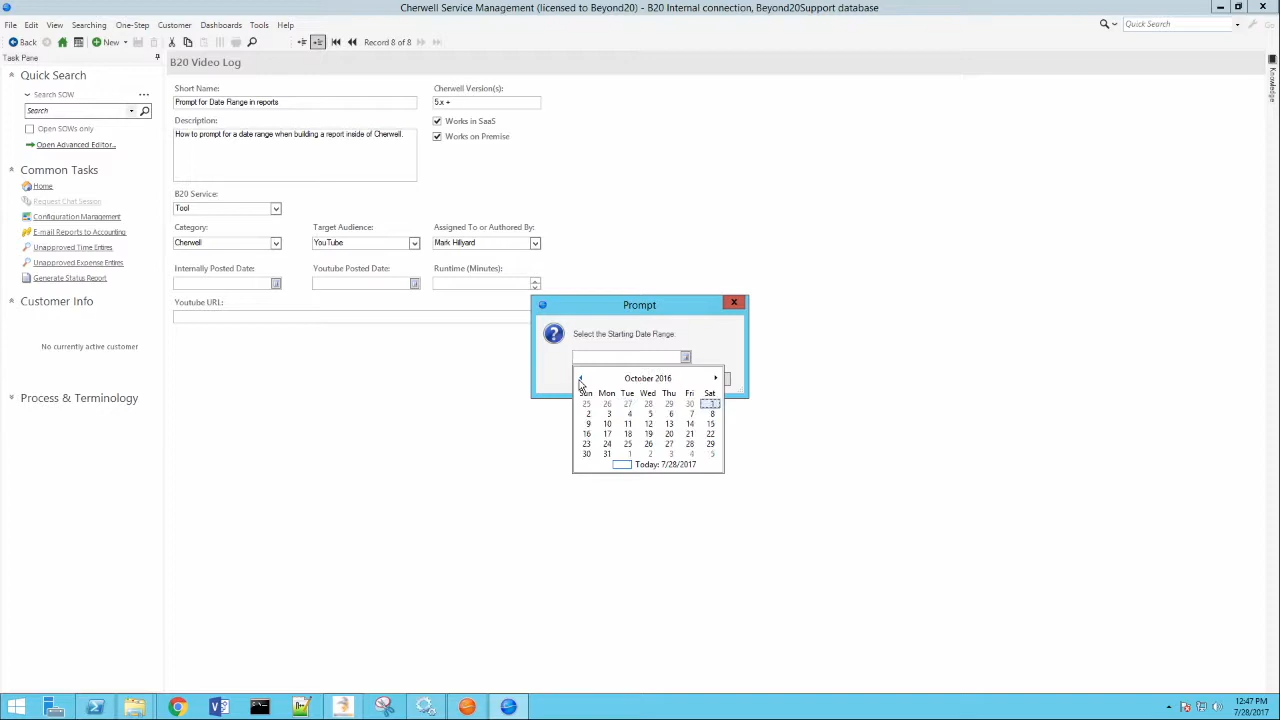 Cherwell Service Management (licensed to Beyond20) - B20 Internal connection, Beyond20Support database
File Edit View Searching One-Step Customer Dashboards Tools Help
Quick Search
Back New Record 8 of 8
Task Pane
B20 Video Log
Knowledge
Quick Search
Search SOW
Search
Open SOWs only
Open Advanced Editor...
Common Tasks
Home
Request Chat Session
Configuration Management
E-mail Reports to Accounting
Unapproved Time Entries
Unapproved Expense Entries
Generate Status Report
Customer Info
No currently active customer
Process & Terminology
Short Name: Cherwell Version(s):
Prompt for Date Range in reports 5.x +
Description: Works in SaaS
How to prompt for a date range when building a report inside of Cherwell. Works on Premise
B20 Service:
Tool
Category: Target Audience: Assigned To or Authored By:
Cherwell YouTube Mark Hillyard
Internally Posted Date: Youtube Posted Date: Runtime (Minutes):
Youtube URL:
Prompt
Select the Starting Date Range:
October 2016
Sun Mon Tue Wed Thu Fri Sat
25 26 27 28 29 30 1
2 3 4 5 6 7 8
9 10 11 12 13 14 15
16 17 18 19 20 21 22
23 24 25 26 27 28 29
30 31 1 2 3 4 5
Today: 7/28/2017
12:47 PM
7/28/2017